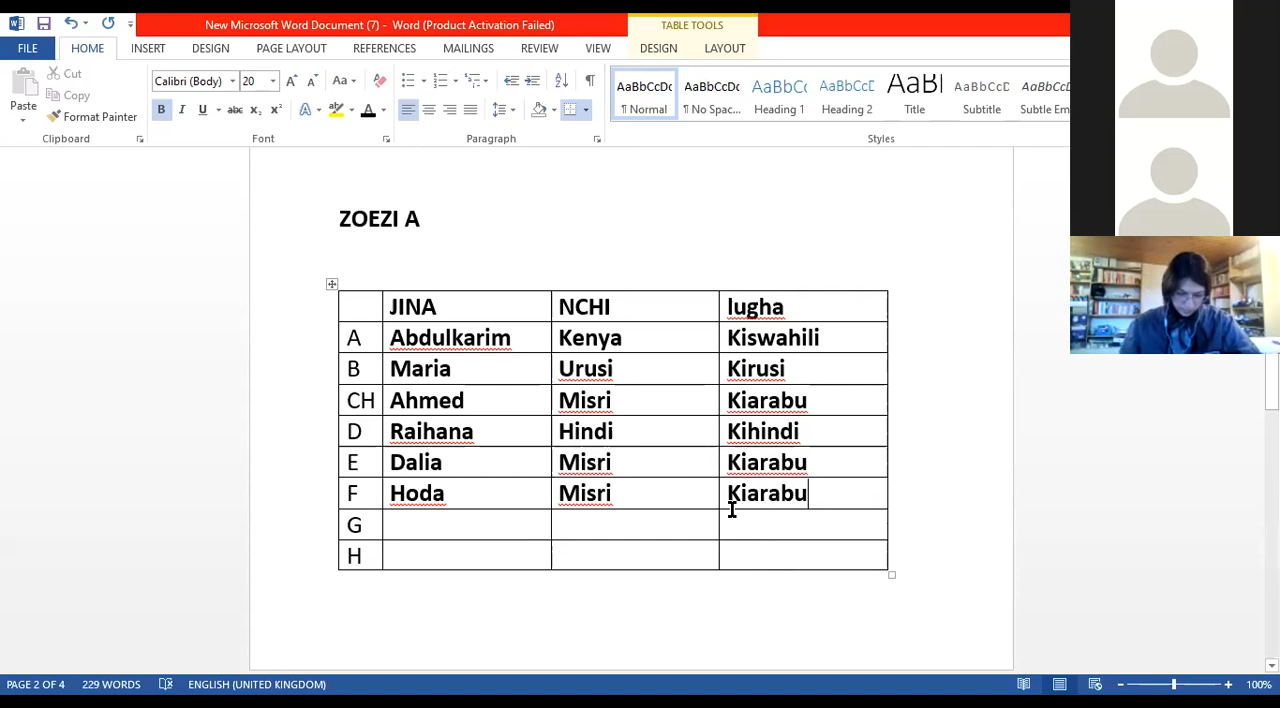 New Microsoft Word Document (7) - Word (Product Activation Failed)
TABLE TOOLS
FILE HOME INSERT DESIGN PAGE LAYOUT REFERENCES MAILINGS REVIEW VIEW DESIGN LAYOUT
Paste
Cut
Copy
Format Painter
Clipboard
Calibri (Body) 20
Font
Paragraph
AaBbCcDc AaBbCcDc AaBbCc AaBbCcD AaBl AaBbCcD AaBbCcDc
¶ Normal ¶ No Spac... Heading 1 Heading 2 Title Subtitle Subtle Em
Styles
ZOEZI A
JINA NCHI lugha
A Abdulkarim Kenya Kiswahili
B Maria Urusi Kirusi
CH Ahmed Misri Kiarabu
D Raihana Hindi Kihindi
E Dalia Misri Kiarabu
F Hoda Misri Kiarabu
G
H
PAGE 2 OF 4 229 WORDS ENGLISH (UNITED KINGDOM) 100%